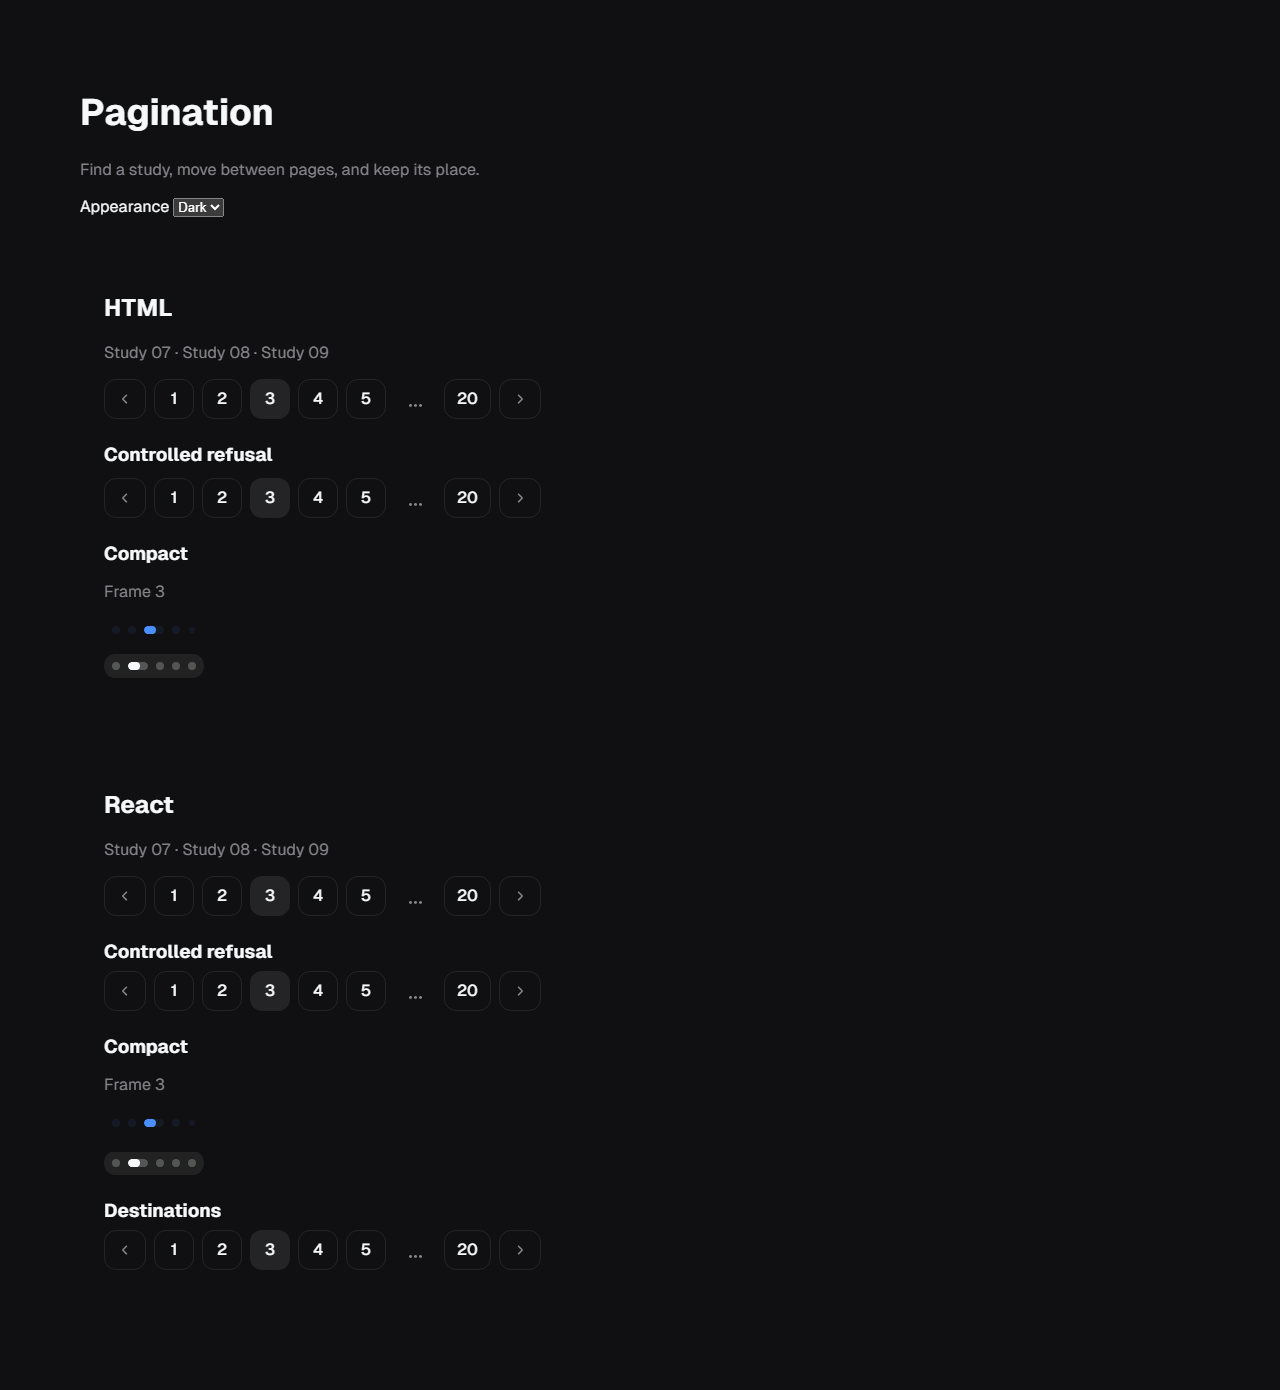 Pagination
Find a study, move between pages, and keep its place.
Appearance Dark
HTML
Study 07 · Study 08 · Study 09
1 2 3 4 5 ... 20
Controlled refusal
1 2 3 4 5 ... 20
Compact
Frame 3
React
Study 07 · Study 08 · Study 09
1 2 3 4 5 ... 20
Controlled refusal
1 2 3 4 5 ... 20
Compact
Frame 3
Destinations
1 2 3 4 5 ... 20